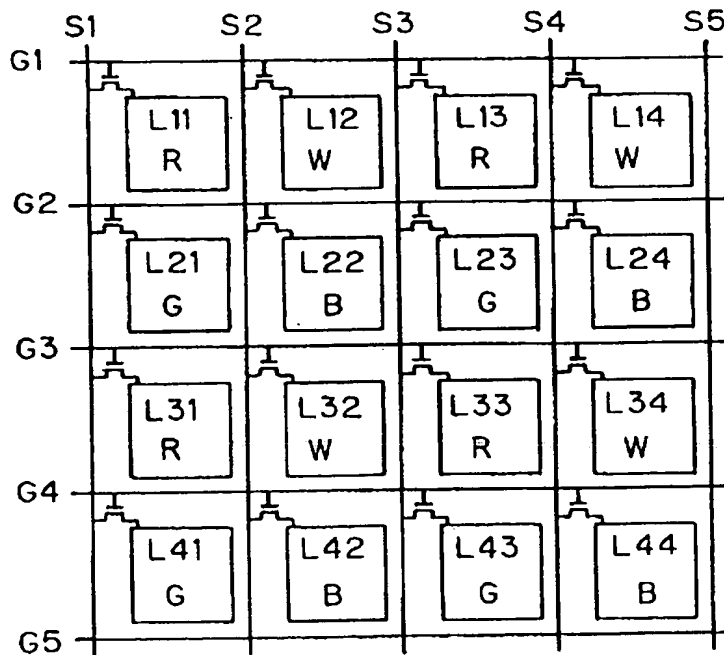 S1 S2 S3 S4 S5
G1
L11 L12 L13 L14
R W R W
G2
L21 L22 L23 L24
G B G B
G3
L31 L32 L33 L34
R W R W
G4
L41 L42 L43 L44
G B G B
G5